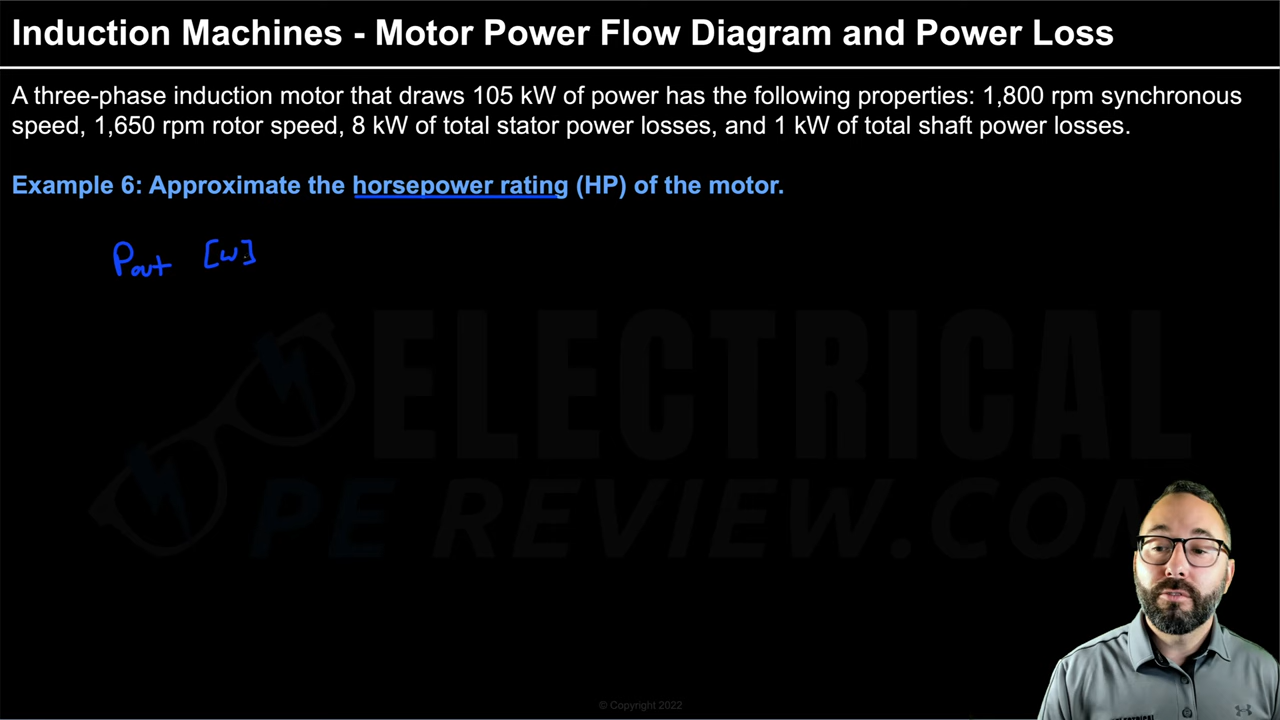 Induction Machines - Motor Power Flow Diagram and Power Loss
A three-phase induction motor that draws 105 kW of power has the following properties: 1,800 rpm synchronous
speed, 1,650 rpm rotor speed, 8 kW of total stator power losses, and 1 kW of total shaft power losses.
Example 6: Approximate the horsepower rating (HP) of the motor.
Pout [W]
ELECTRICAL
PE REVIEW.COM
© Copyright 2022